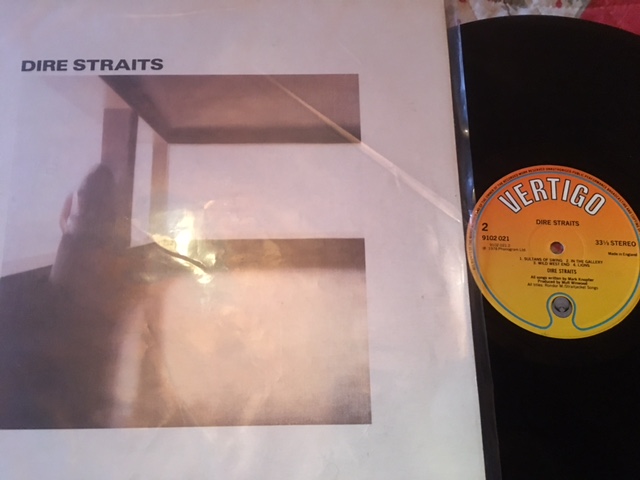 DIRE STRAITS
VERTIGO
DIRE STRAITS
2
9102 021
33⅓ STEREO
Made in England
1. SULTANS OF SWING 2. IN THE GALLERY
3. WILD WEST END 4. LIONS
DIRE STRAITS
All songs written by Mark Knopfler
Produced by Muff Winwood